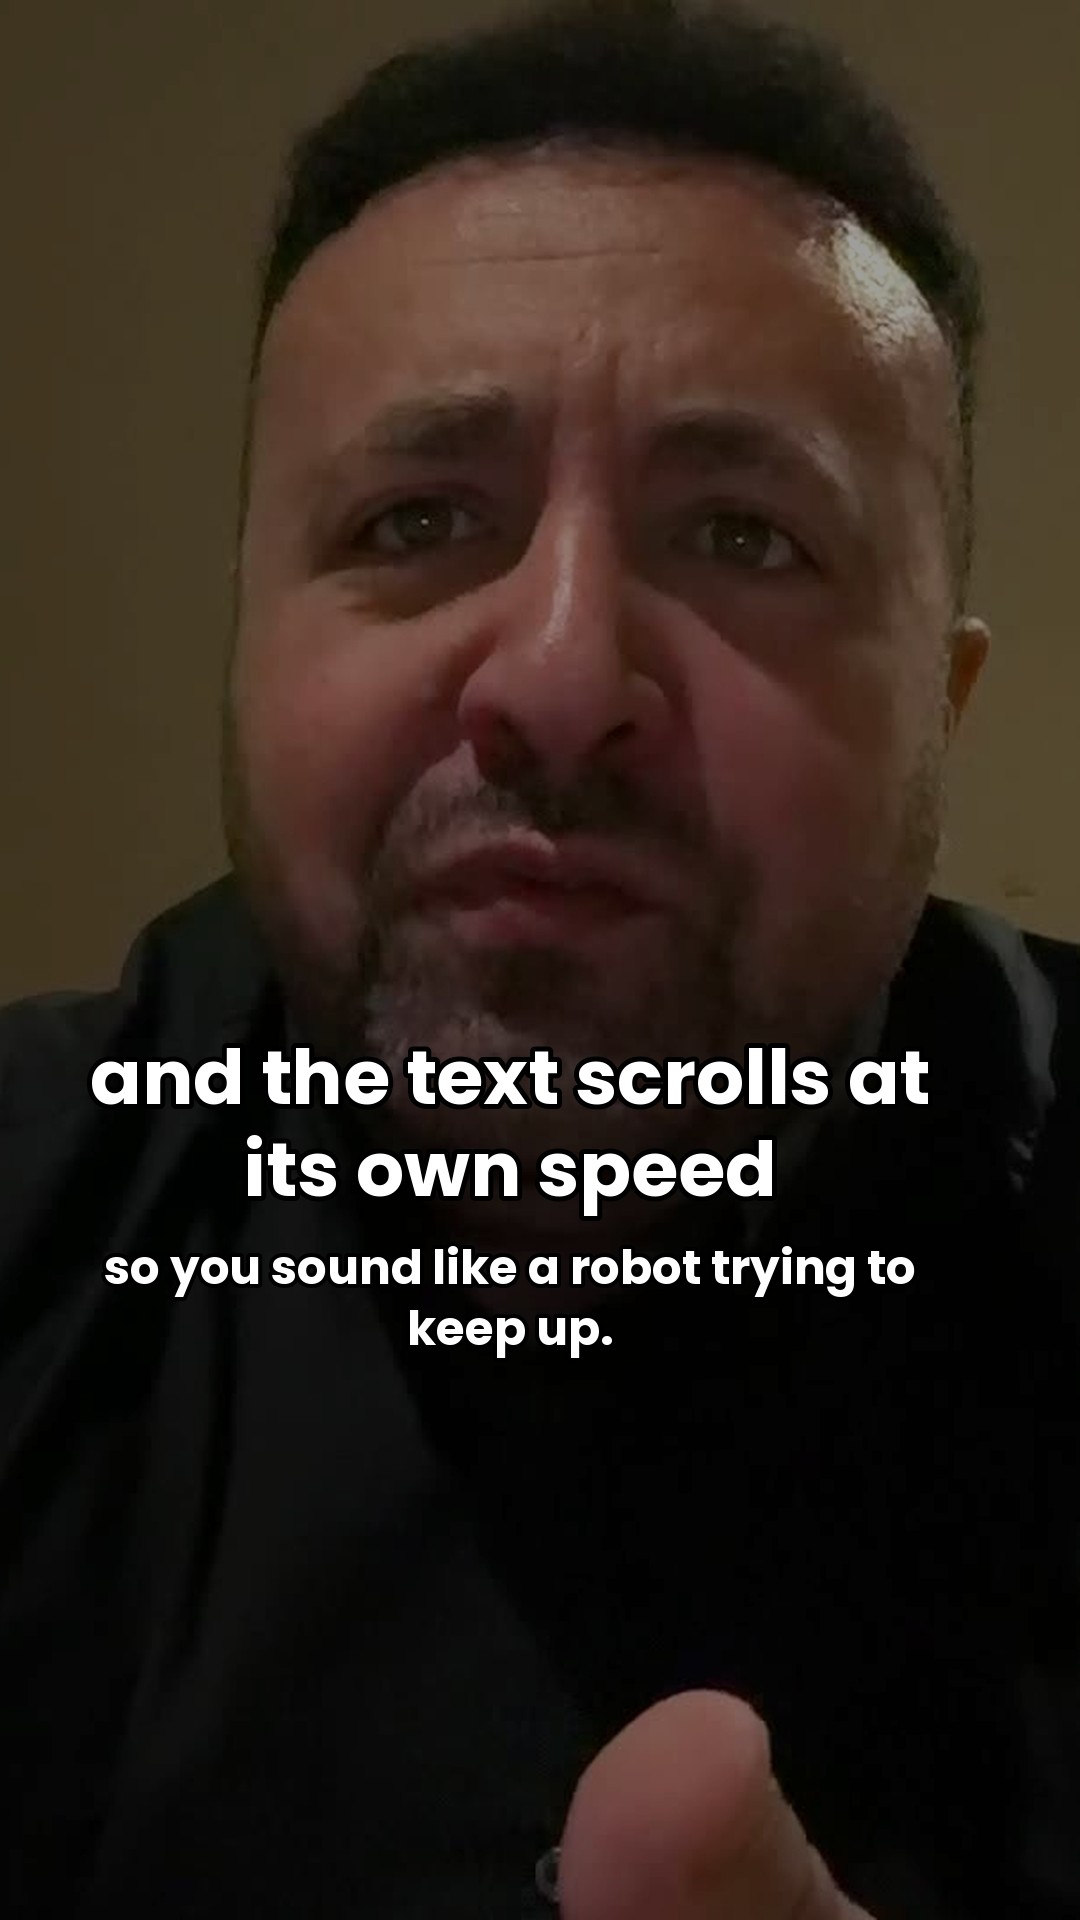 and the text scrolls at
its own speed
so you sound like a robot trying to
keep up.